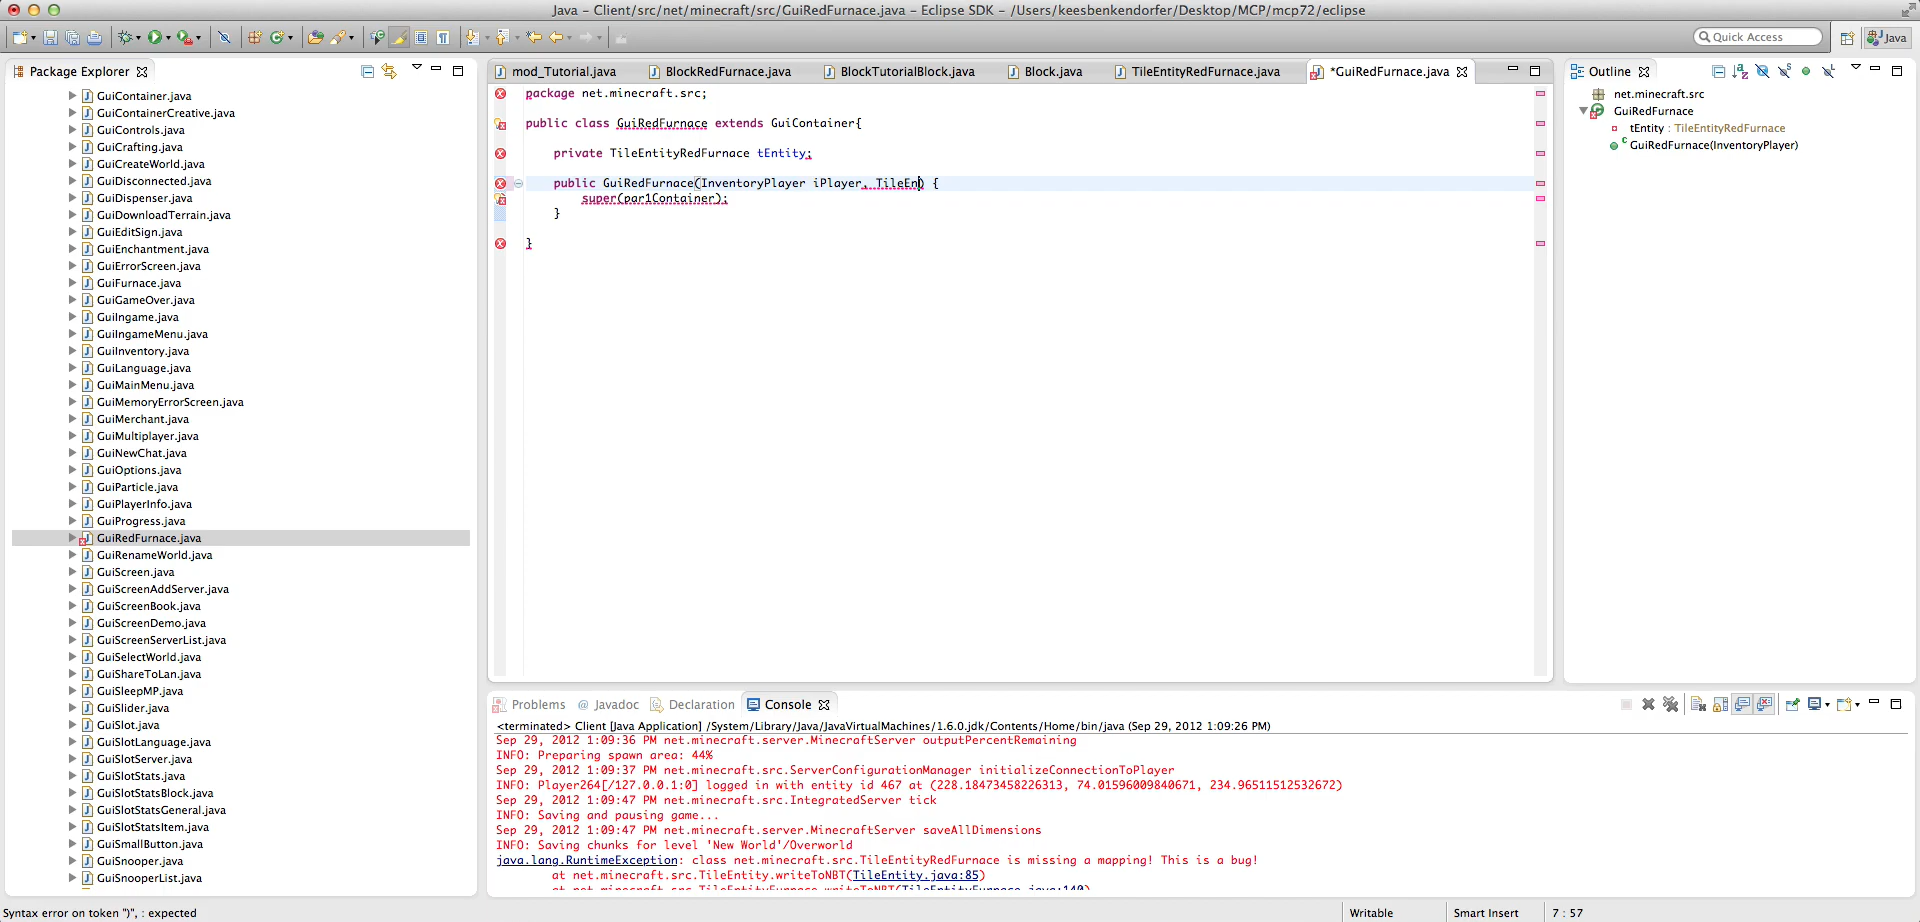 Java – Client/src/net/minecraft/src/GuiRedFurnace.java – Eclipse SDK – /Users/keesbenkendorfer/Desktop/MCP/mcp72/eclipse
Quick Access
Java
Package Explorer
GuiContainer.java
GuiContainerCreative.java
GuiControls.java
GuiCrafting.java
GuiCreateWorld.java
GuiDisconnected.java
GuiDispenser.java
GuiDownloadTerrain.java
GuiEditSign.java
GuiEnchantment.java
GuiErrorScreen.java
GuiFurnace.java
GuiGameOver.java
GuiIngame.java
GuiIngameMenu.java
GuiInventory.java
GuiLanguage.java
GuiMainMenu.java
GuiMemoryErrorScreen.java
GuiMerchant.java
GuiMultiplayer.java
GuiNewChat.java
GuiOptions.java
GuiParticle.java
GuiPlayerInfo.java
GuiProgress.java
GuiRedFurnace.java
GuiRenameWorld.java
GuiScreen.java
GuiScreenAddServer.java
GuiScreenBook.java
GuiScreenDemo.java
GuiScreenServerList.java
GuiSelectWorld.java
GuiShareToLan.java
GuiSleepMP.java
GuiSlider.java
GuiSlot.java
GuiSlotLanguage.java
GuiSlotServer.java
GuiSlotStats.java
GuiSlotStatsBlock.java
GuiSlotStatsGeneral.java
GuiSlotStatsItem.java
GuiSmallButton.java
GuiSnooper.java
GuiSnooperList.java
mod_Tutorial.java
BlockRedFurnace.java
BlockTutorialBlock.java
Block.java
TileEntityRedFurnace.java
*GuiRedFurnace.java
package net.minecraft.src;
public class GuiRedFurnace extends GuiContainer{
private TileEntityRedFurnace tEntity;
public GuiRedFurnace(InventoryPlayer iPlayer, TileEn) {
super(par1Container);
}
}
Outline
net.minecraft.src
GuiRedFurnace
tEntity : TileEntityRedFurnace
GuiRedFurnace(InventoryPlayer)
Problems
@ Javadoc
Declaration
Console
<terminated> Client [Java Application] /System/Library/Java/JavaVirtualMachines/1.6.0.jdk/Contents/Home/bin/java (Sep 29, 2012 1:09:26 PM)
Sep 29, 2012 1:09:36 PM net.minecraft.server.MinecraftServer outputPercentRemaining
INFO: Preparing spawn area: 44%
Sep 29, 2012 1:09:37 PM net.minecraft.src.ServerConfigurationManager initializeConnectionToPlayer
INFO: Player264[/127.0.0.1:0] logged in with entity id 467 at (228.18473458226313, 74.01596009840671, 234.96511512532672)
Sep 29, 2012 1:09:47 PM net.minecraft.src.IntegratedServer tick
INFO: Saving and pausing game...
Sep 29, 2012 1:09:47 PM net.minecraft.server.MinecraftServer saveAllDimensions
INFO: Saving chunks for level 'New World'/Overworld
java.lang.RuntimeException: class net.minecraft.src.TileEntityRedFurnace is missing a mapping! This is a bug!
at net.minecraft.src.TileEntity.writeToNBT(TileEntity.java:85)
at net.minecraft.src.TileEntityFurnace.writeToNBT(TileEntityFurnace.java:140)
Syntax error on token ")", : expected
Writable
Smart Insert
7 : 57